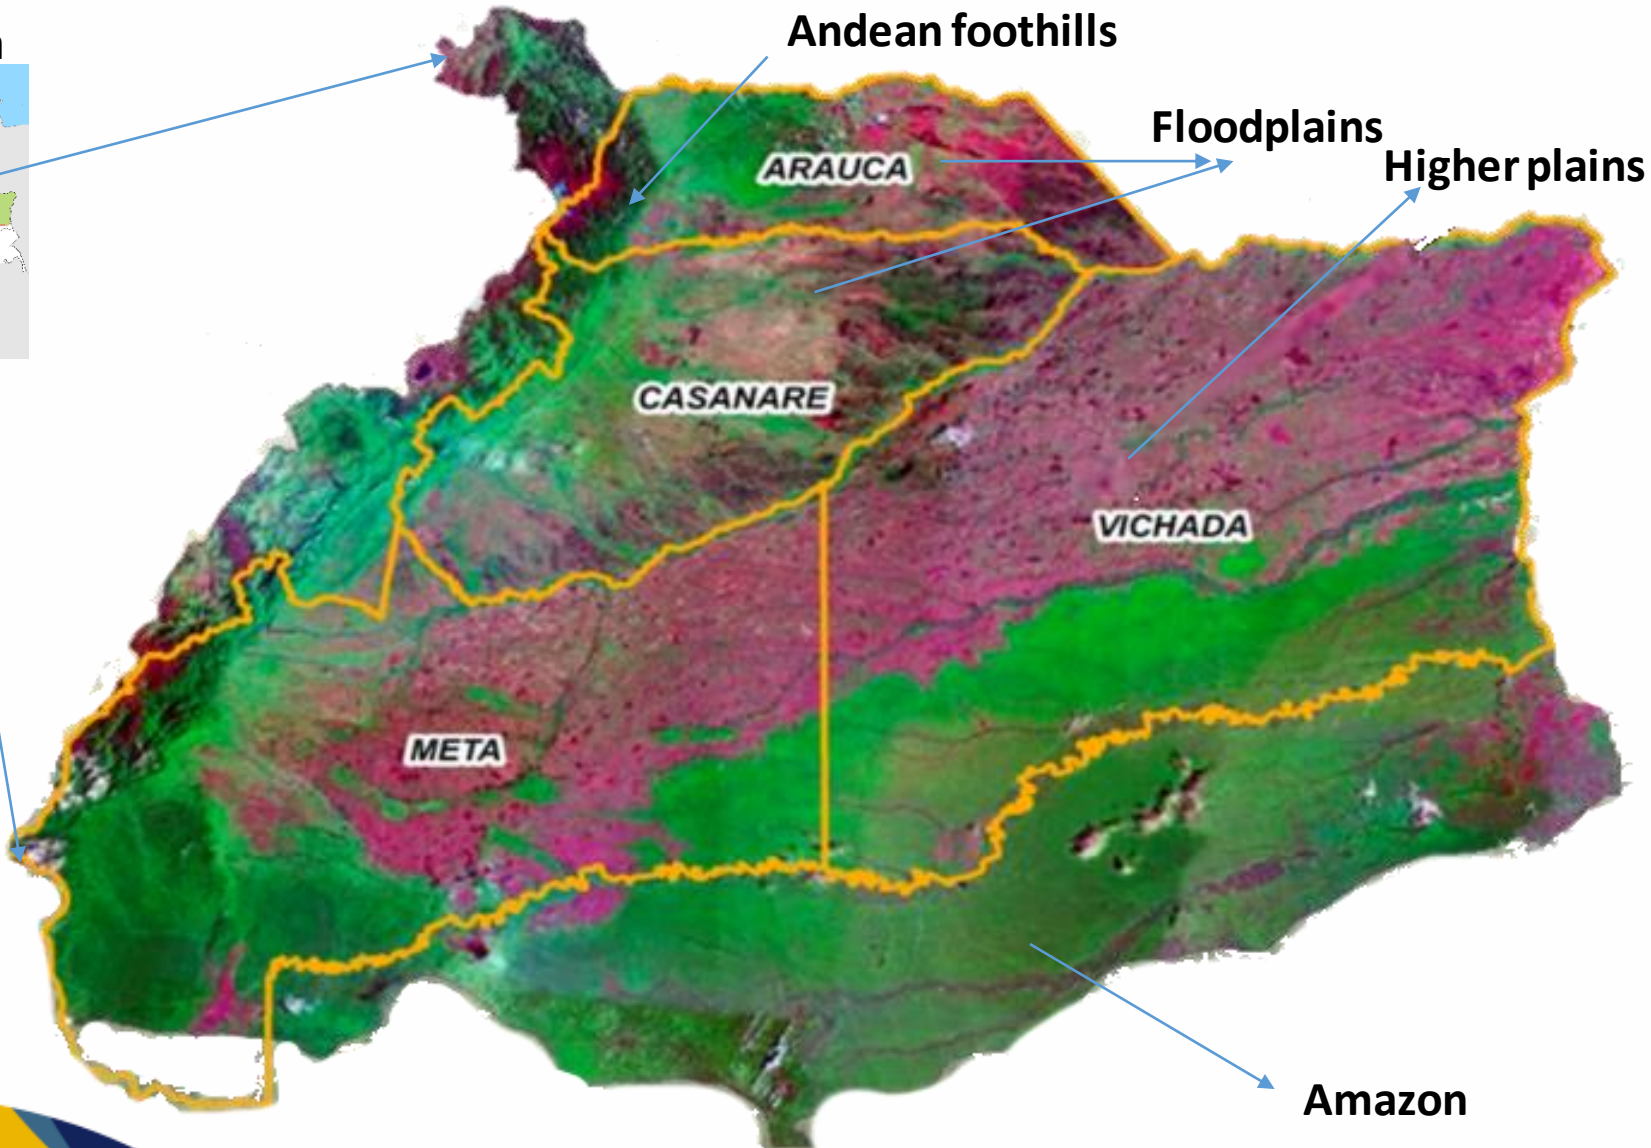 Andean foothills
Floodplains
Higher plains
ARAUCA
CASANARE
VICHADA
META
Amazon